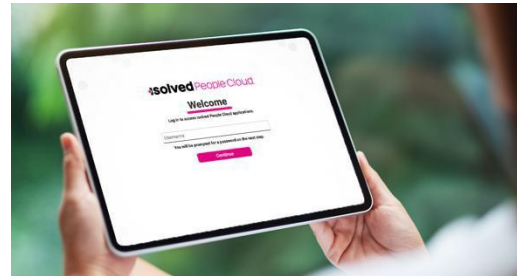 isolved People Cloud
Welcome
Log in to access isolved People Cloud applications.
Username
You will be prompted for a password on the next step.
Continue